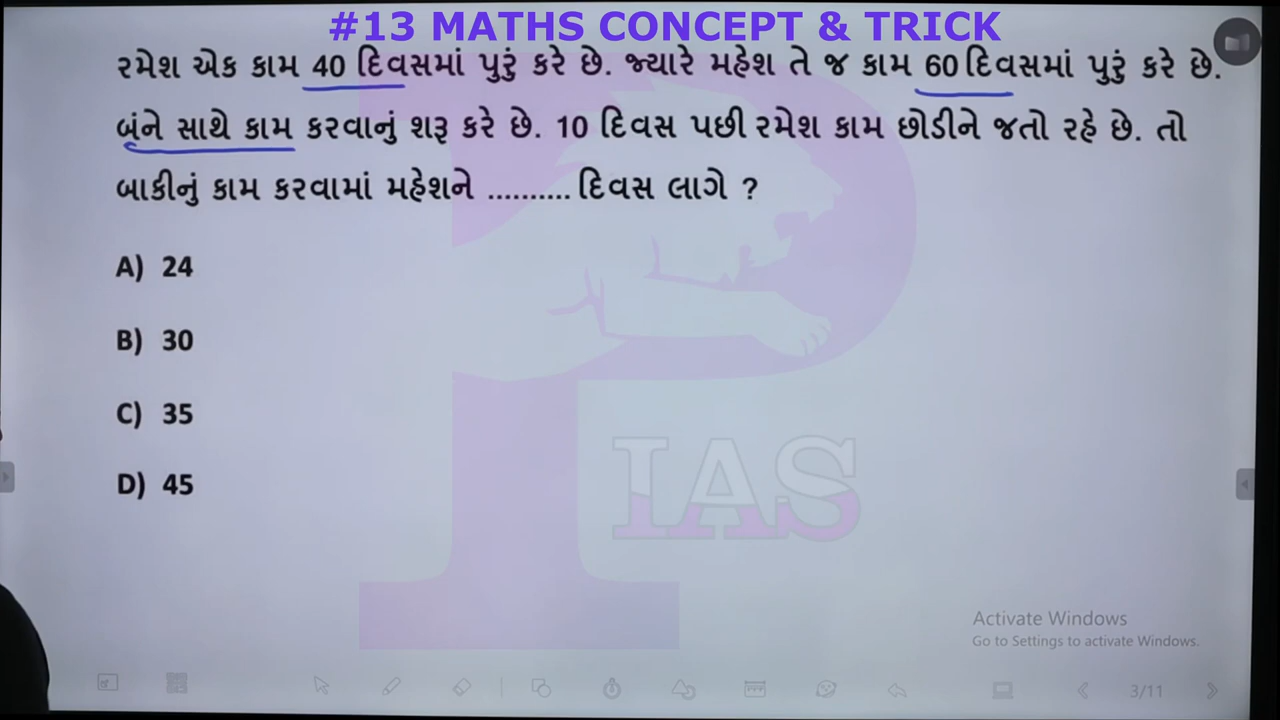 #13 MATHS CONCEPT & TRICK
રમેશ એક કામ 40 દિવસમાં પુરું કરે છે. જ્યારે મહેશ તે જ કામ 60 દિવસમાં પુરું કરે છે.
બંને સાથે કામ કરવાનું શરૂ કરે છે. 10 દિવસ પછી રમેશ કામ છોડીને જતો રહે છે. તો
બાકીનું કામ કરવામાં મહેશને .......... દિવસ લાગે ?
A) 24
B) 30
C) 35
D) 45
IAS
Activate Windows
Go to Settings to activate Windows.
3/11